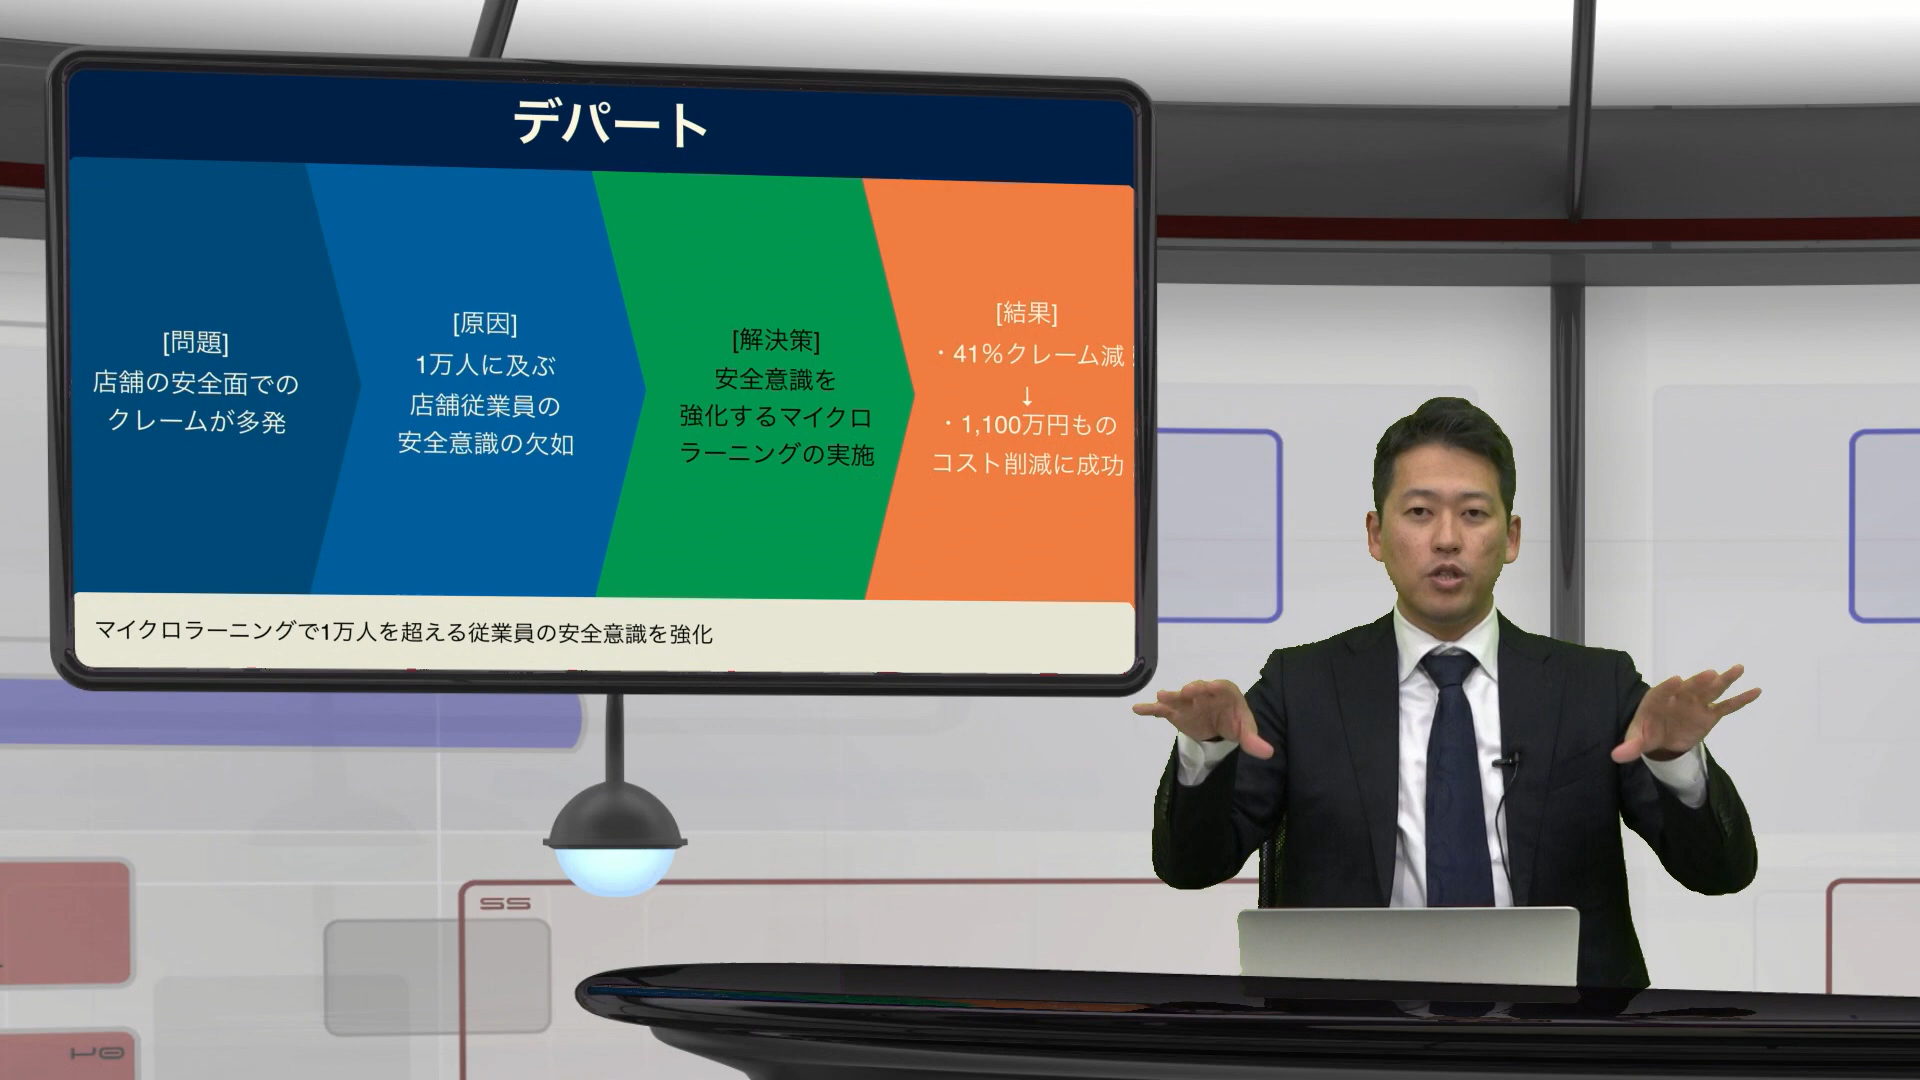 デパート
[問題]
店舗の安全面での
クレームが多発
[原因]
1万人に及ぶ
店舗従業員の
安全意識の欠如
[解決策]
安全意識を
強化するマイクロ
ラーニングの実施
[結果]
・41%クレーム減
↓
・1,100万円もの
コスト削減に成功
マイクロラーニングで1万人を超える従業員の安全意識を強化